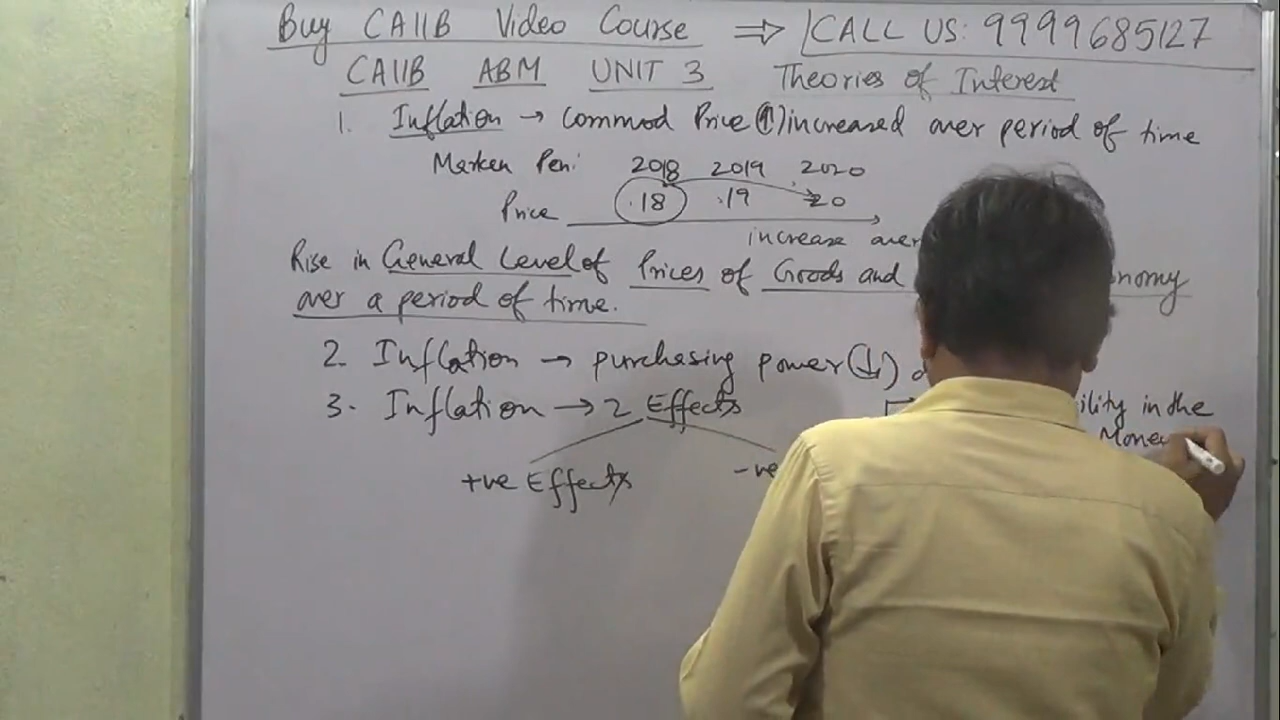 Buy CAIIB Video Course ⇒ CALL US: 9999685127
CAIIB ABM UNIT 3 Theories of Interest
1. Inflation → Commod Price (↑) increased over period of time
Marker Pen: 2018 2019 2020
Price 18 19 20
increase over
Rise in General Level of Prices of Goods and nomy
over a period of time.
2. Inflation → purchasing power (↓)
3. Inflation → 2 Effects ility in the
Mone
+ve Effects -ve